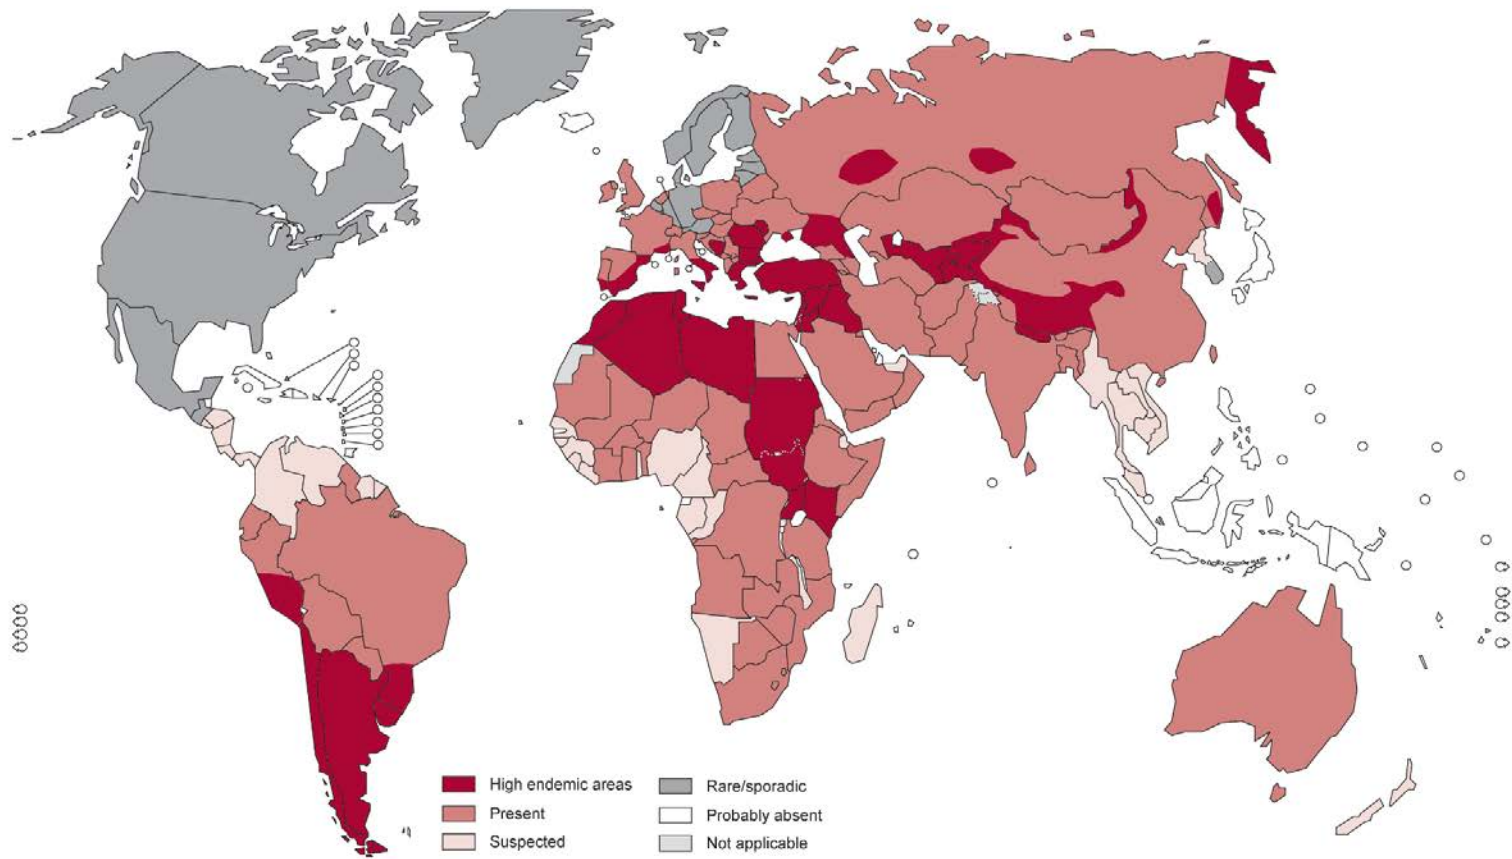 High endemic areas
Present
Suspected
Rare/sporadic
Probably absent
Not applicable